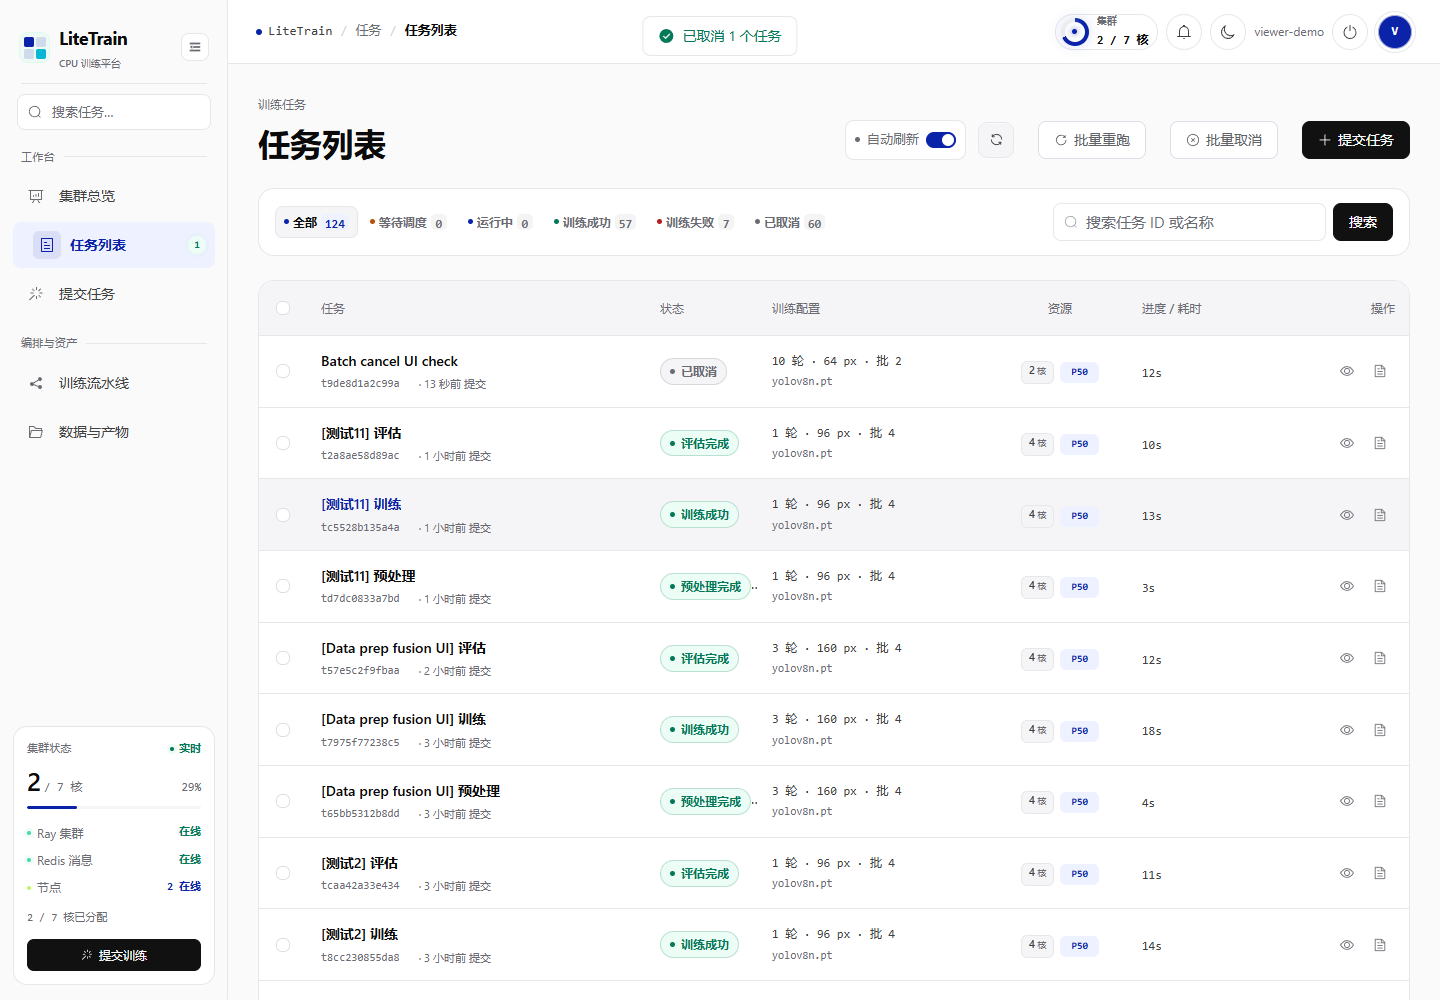 LiteTrain
CPU 训练平台
搜索任务...
工作台
集群总览
任务列表 1
提交任务
编排与资产
训练流水线
数据与产物
集群状态 实时
2 / 7 核 29%
Ray 集群 在线
Redis 消息 在线
节点 2 在线
2 / 7 核已分配
提交训练
LiteTrain / 任务 / 任务列表
已取消 1 个任务
集群
2 / 7 核
viewer-demo
V
训练任务
任务列表
自动刷新
批量重跑
批量取消
提交任务
全部 124 等待调度 0 运行中 0 训练成功 57 训练失败 7 已取消 60
搜索任务 ID 或名称
搜索
任务 状态 训练配置 资源 进度 / 耗时 操作
Batch cancel UI check 已取消 10 轮 · 64 px · 批 2 2 核 P50 12s
t9de8d1a2c99a · 13 秒前 提交 yolov8n.pt
[测试11] 评估 评估完成 1 轮 · 96 px · 批 4 4 核 P50 10s
t2a8ae58d89ac · 1 小时前 提交 yolov8n.pt
[测试11] 训练 训练成功 1 轮 · 96 px · 批 4 4 核 P50 13s
tc5528b135a4a · 1 小时前 提交 yolov8n.pt
[测试11] 预处理 预处理完成 .. 1 轮 · 96 px · 批 4 4 核 P50 3s
td7dc0833a7bd · 1 小时前 提交 yolov8n.pt
[Data prep fusion UI] 评估 评估完成 3 轮 · 160 px · 批 4 4 核 P50 12s
t57e5c2f9fbaa · 2 小时前 提交 yolov8n.pt
[Data prep fusion UI] 训练 训练成功 3 轮 · 160 px · 批 4 4 核 P50 18s
t7975f77238c5 · 3 小时前 提交 yolov8n.pt
[Data prep fusion UI] 预处理 预处理完成 .. 3 轮 · 160 px · 批 4 4 核 P50 4s
t65bb5312b8dd · 3 小时前 提交 yolov8n.pt
[测试2] 评估 评估完成 1 轮 · 96 px · 批 4 4 核 P50 11s
tcaa42a33e434 · 3 小时前 提交 yolov8n.pt
[测试2] 训练 训练成功 1 轮 · 96 px · 批 4 4 核 P50 14s
t8cc230855da8 · 3 小时前 提交 yolov8n.pt